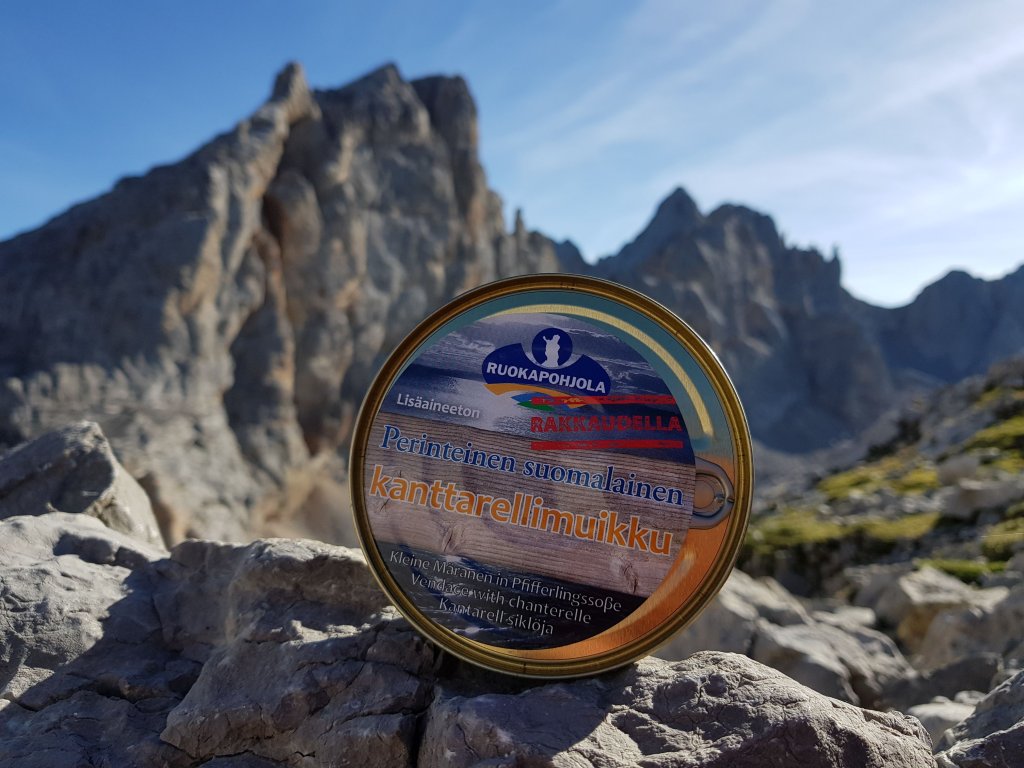 RUOKAPOHJOLA
Lisäaineeton
RAKKAUDELLA
Perinteinen suomalainen
kanttarellimuikku
Kleine Maränen in Pfifferlingssoße
Vendace with chanterelle
Kantarell siklöja